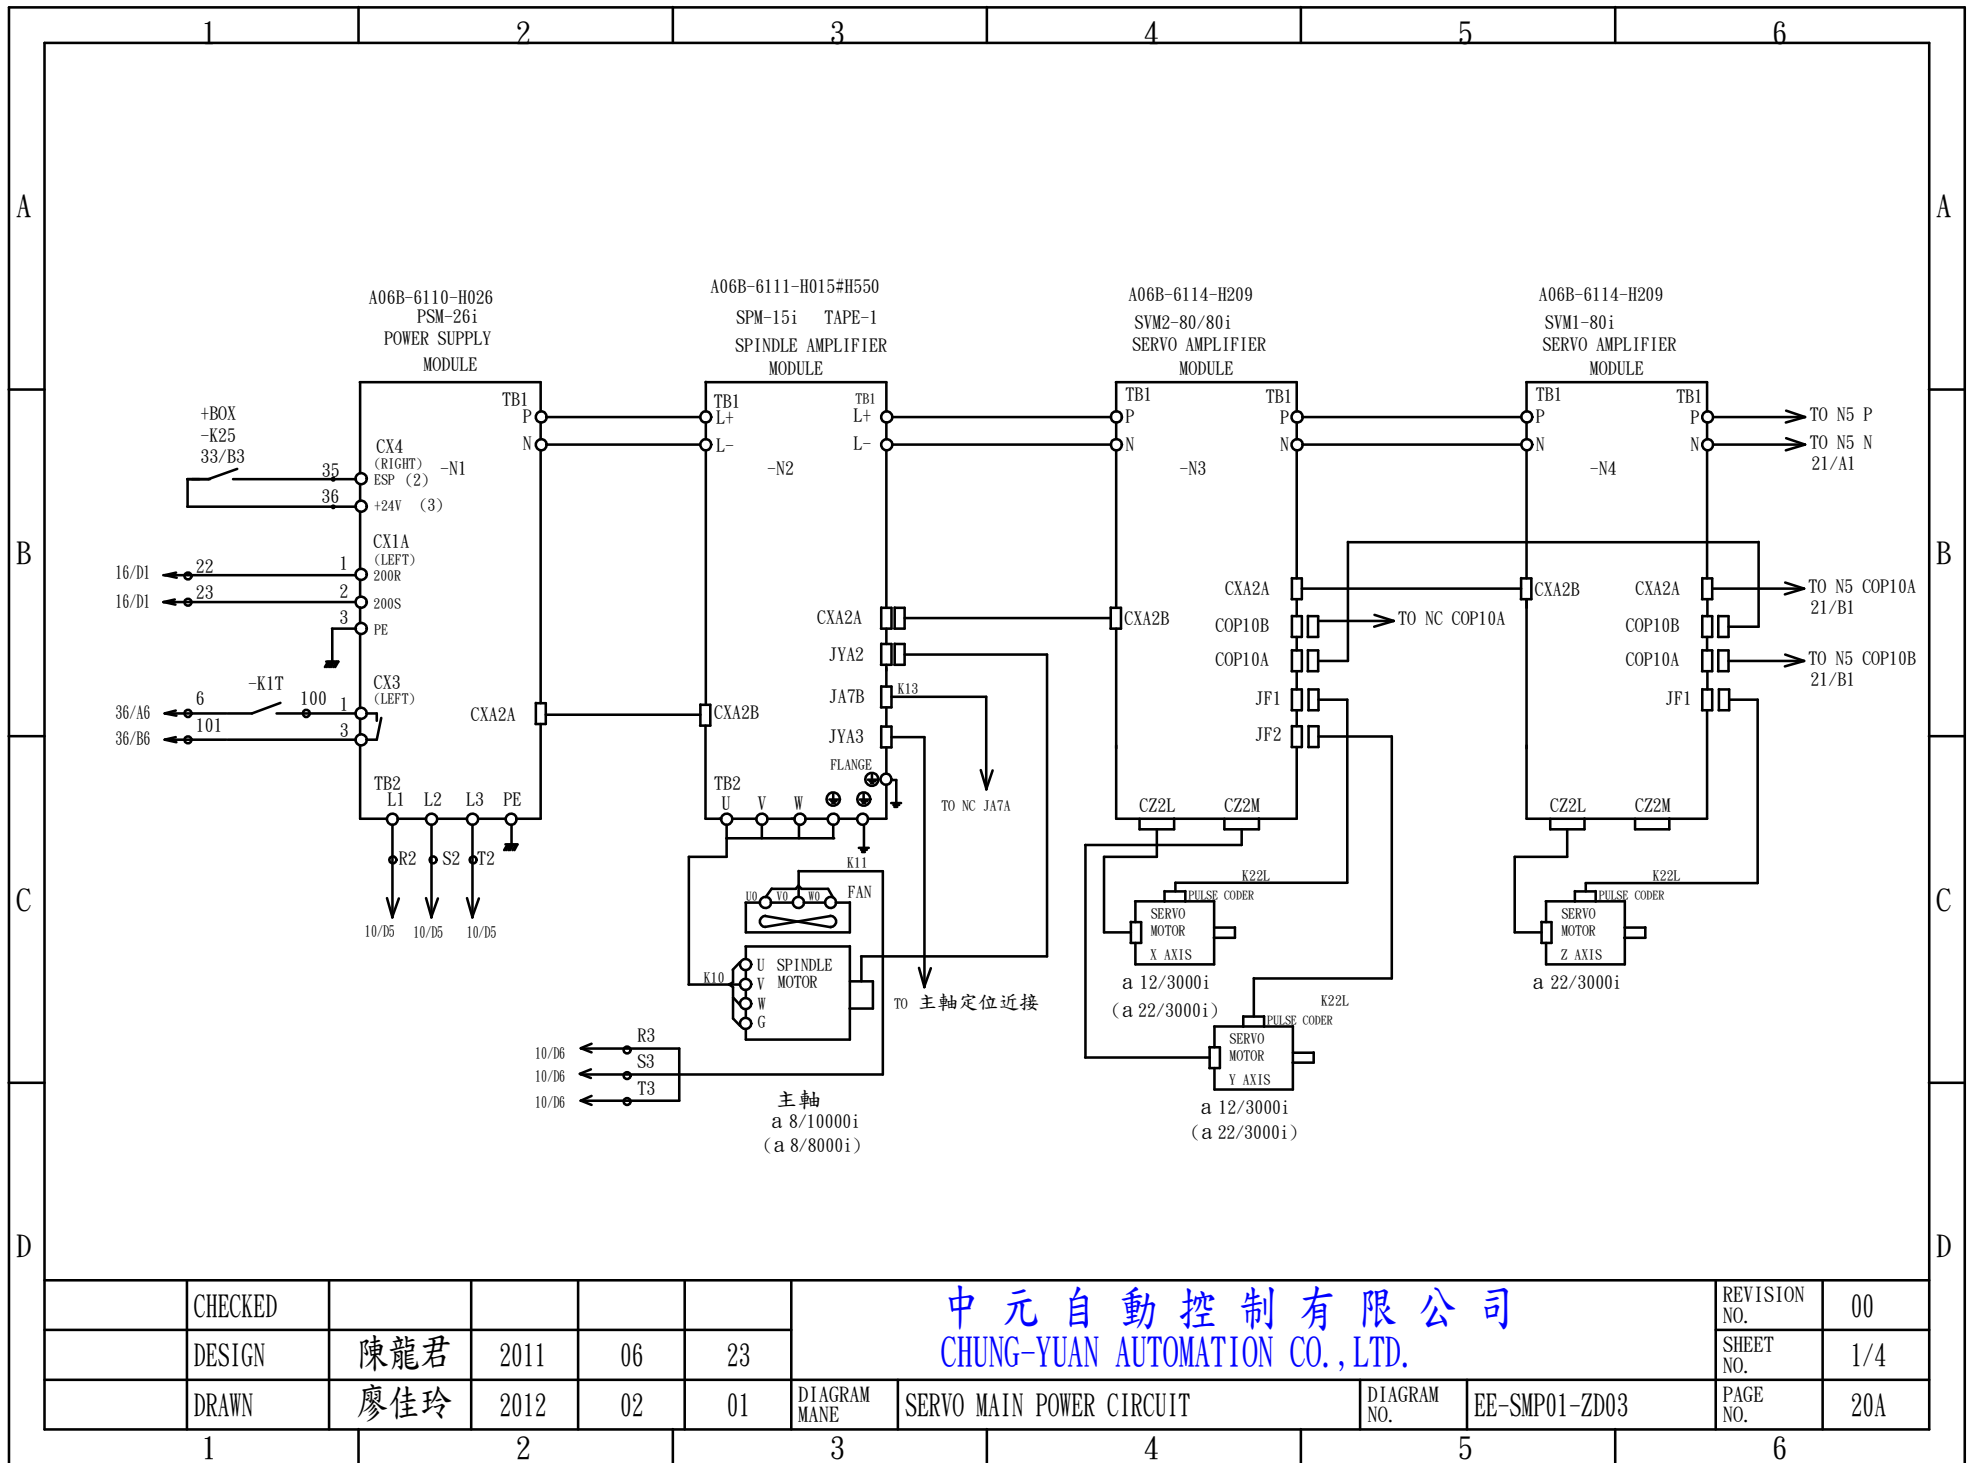 1 2 3 4 5 6
A A
B B
C C
D D
A06B-6110-H026
PSM-26i
POWER SUPPLY
MODULE
A06B-6111-H015#H550
SPM-15i TAPE-1
SPINDLE AMPLIFIER
MODULE
A06B-6114-H209
SVM2-80/80i
SERVO AMPLIFIER
MODULE
A06B-6114-H209
SVM1-80i
SERVO AMPLIFIER
MODULE
+BOX
-K25
33/B3
35
36
CX4
(RIGHT)
ESP (2)
+24V (3)
-N1
TB1
P
N
CX1A
(LEFT)
200R
200S
PE
1
2
3
16/D1 22
16/D1 23
-K1T
36/A6 6 100 1
36/B6 101 3
CX3
(LEFT)
CXA2A
TB2
L1 L2 L3 PE
R2 S2 T2
10/D5 10/D5 10/D5
TB1
L+
L-
-N2
TB1
L+
L-
CXA2A
JYA2
JA7B K13
JYA3
CXA2B
FLANGE
TB2
U V W
TO NC JA7A
K11
U0 V0 W0 FAN
K10
U SPINDLE
V MOTOR
W
G
TO 主軸定位近接
10/D6 R3
10/D6 S3
10/D6 T3
主軸
a 8/10000i
(a 8/8000i)
TB1
P
N
-N3
TB1
P
N
CXA2B
CXA2A
COP10B
TO NC COP10A
COP10A
JF1
JF2
CZ2L CZ2M
K22L
PULSE CODER
SERVO
MOTOR
X AXIS
a 12/3000i
(a 22/3000i)
K22L
PULSE CODER
SERVO
MOTOR
Y AXIS
a 12/3000i
(a 22/3000i)
TB1
P
N
-N4
TB1
P
N
TO N5 P
TO N5 N
21/A1
CXA2B
CXA2A
TO N5 COP10A
21/B1
COP10B
COP10A
TO N5 COP10B
21/B1
JF1
CZ2L CZ2M
K22L
PULSE CODER
SERVO
MOTOR
Z AXIS
a 22/3000i
CHECKED
DESIGN 陳龍君 2011 06 23
DRAWN 廖佳玲 2012 02 01
中元自動控制有限公司
CHUNG-YUAN AUTOMATION CO.,LTD.
DIAGRAM
MANE
SERVO MAIN POWER CIRCUIT
DIAGRAM
NO.
EE-SMP01-ZD03
REVISION
NO.
00
SHEET
NO.
1/4
PAGE
NO.
20A
1 2 3 4 5 6